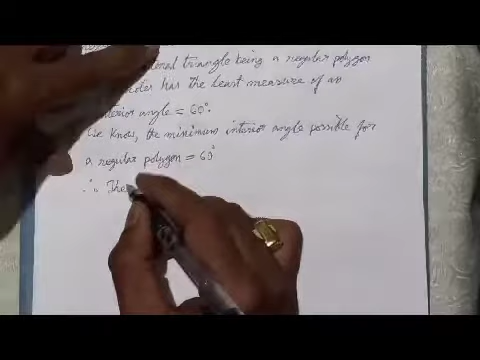 triangle being a regular polygon
has the least measure of an
interior angle = 60°.
We know, the minimum interior angle possible for
a regular polygon = 60°
∴ The